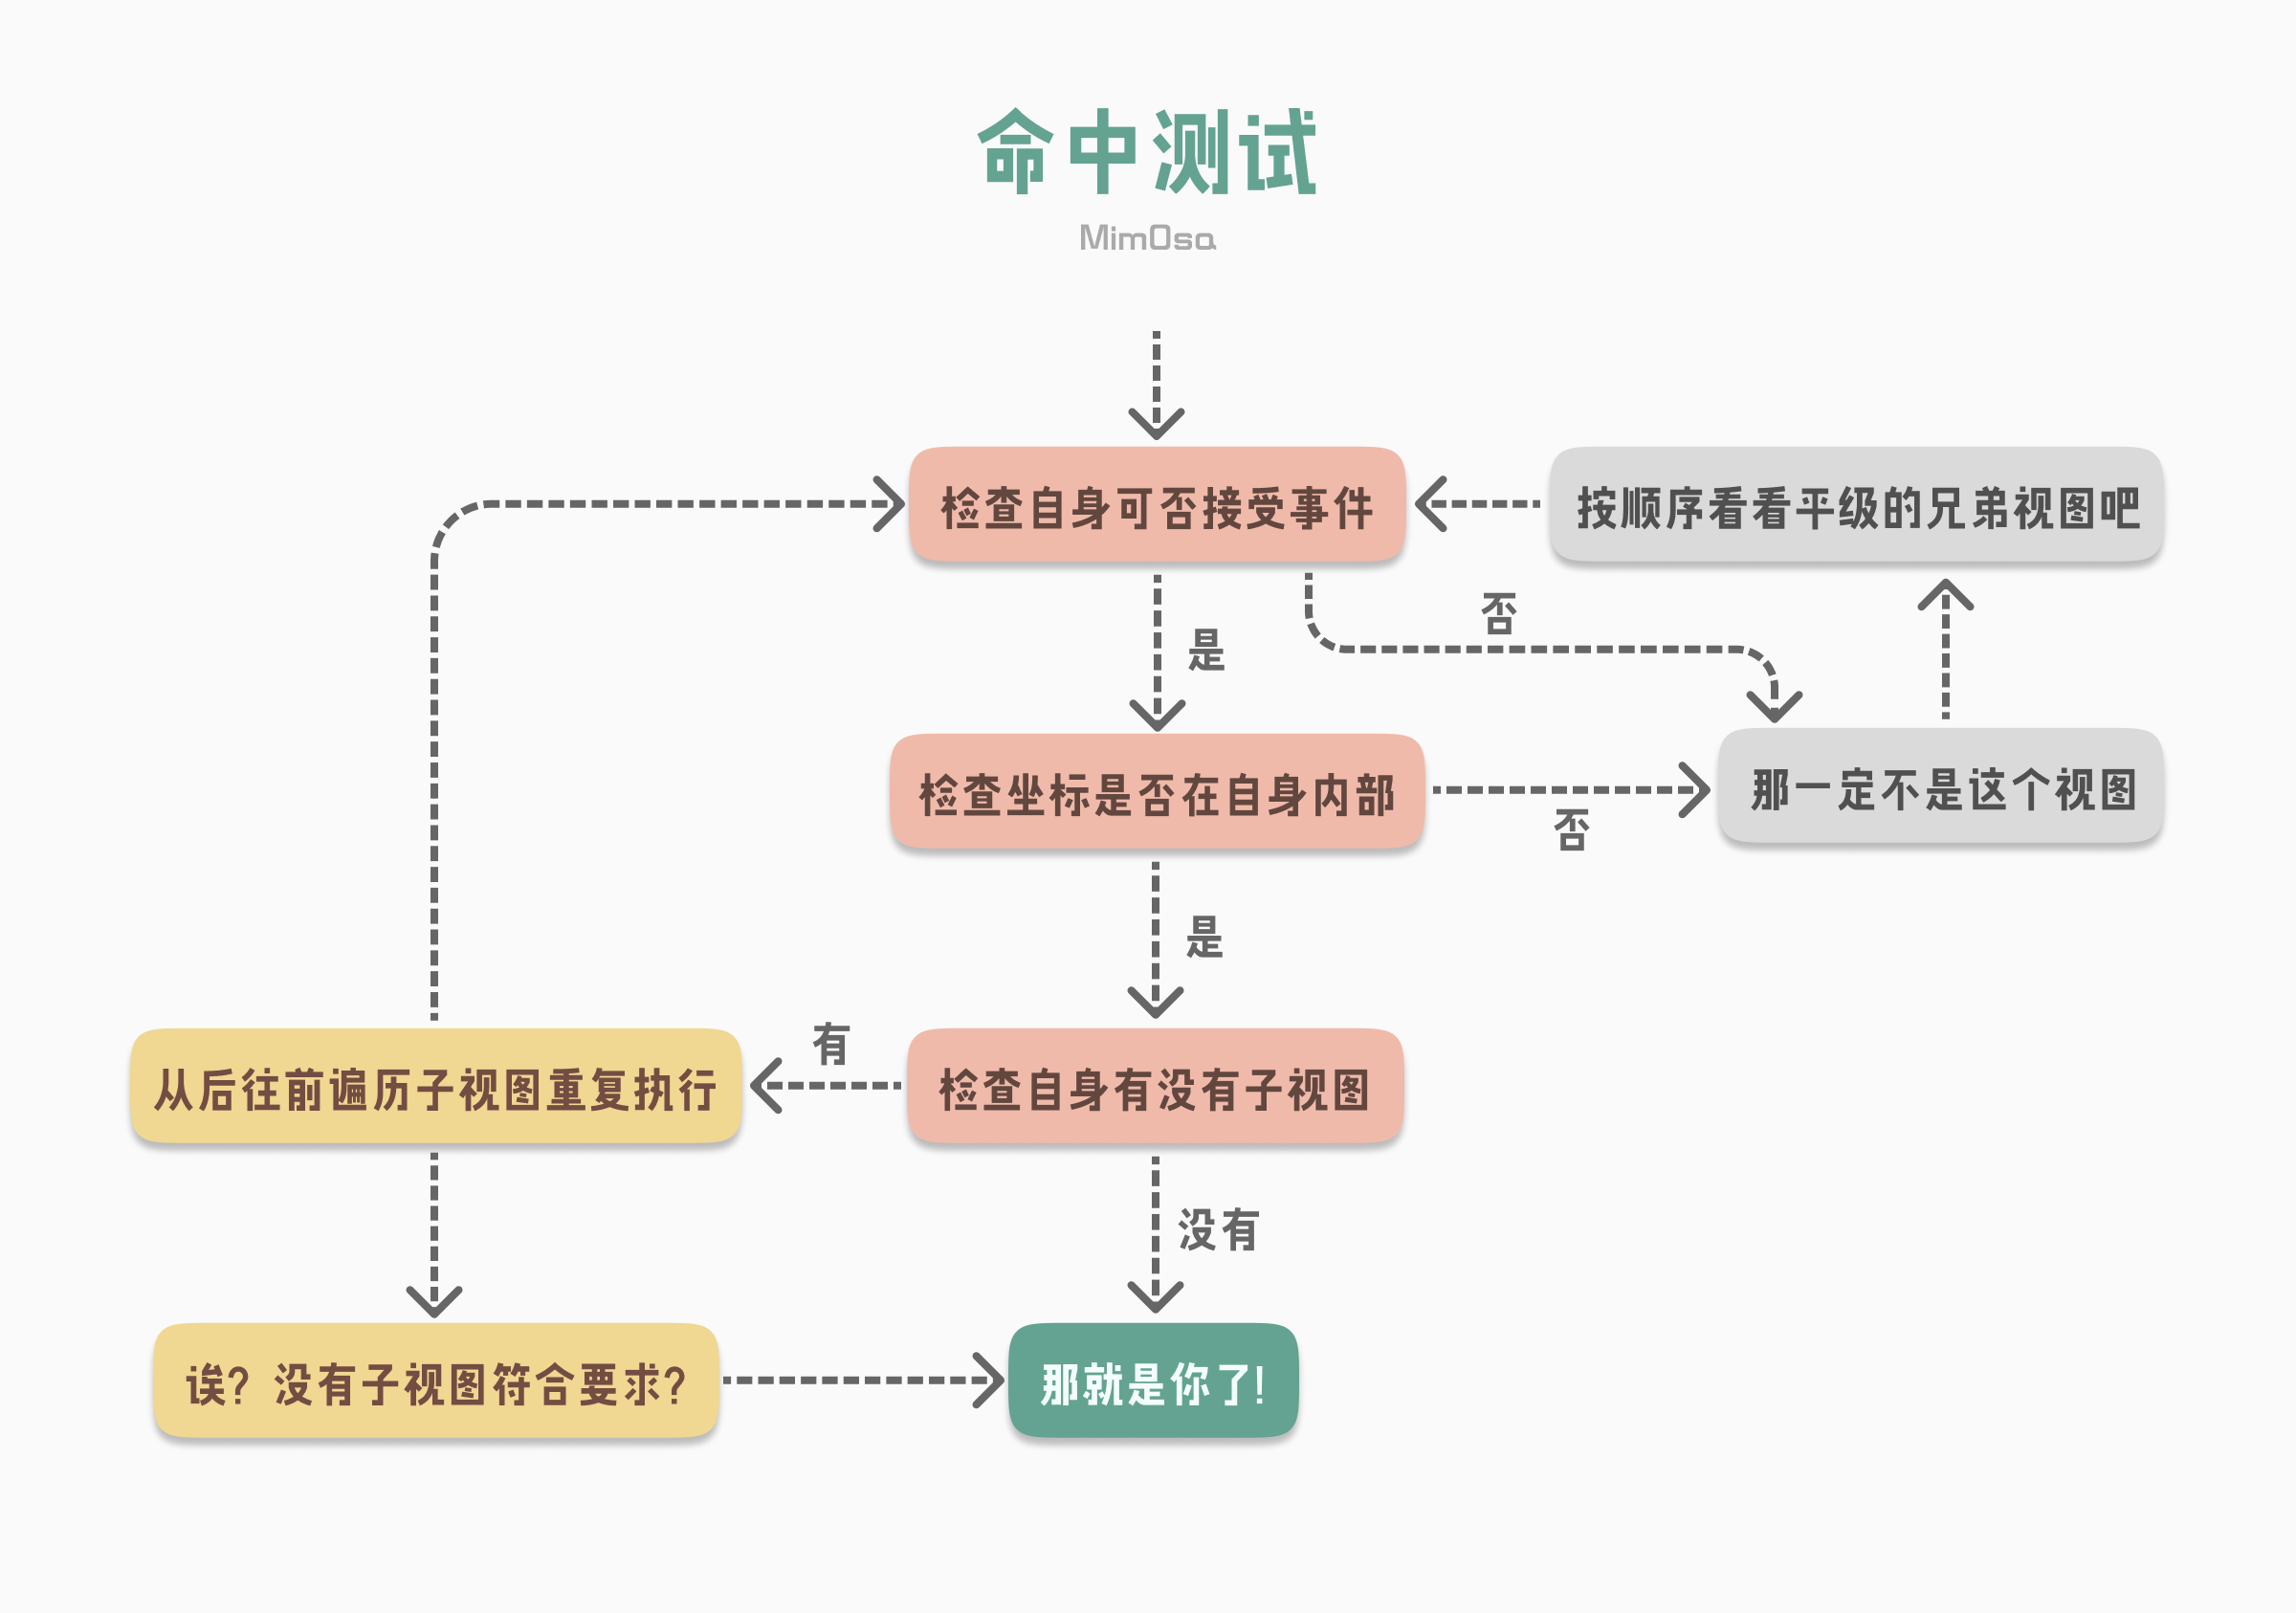 命中测试
MimOsa
检查自身可否接受事件
按顺序看看平级的兄弟视图吧
否
是
检查坐标是否在自身内部
那一定不是这个视图
否
是
有
从后往前遍历子视图重复执行
检查自身有没有子视图
没有
诶？没有子视图符合要求？
那就是你了！